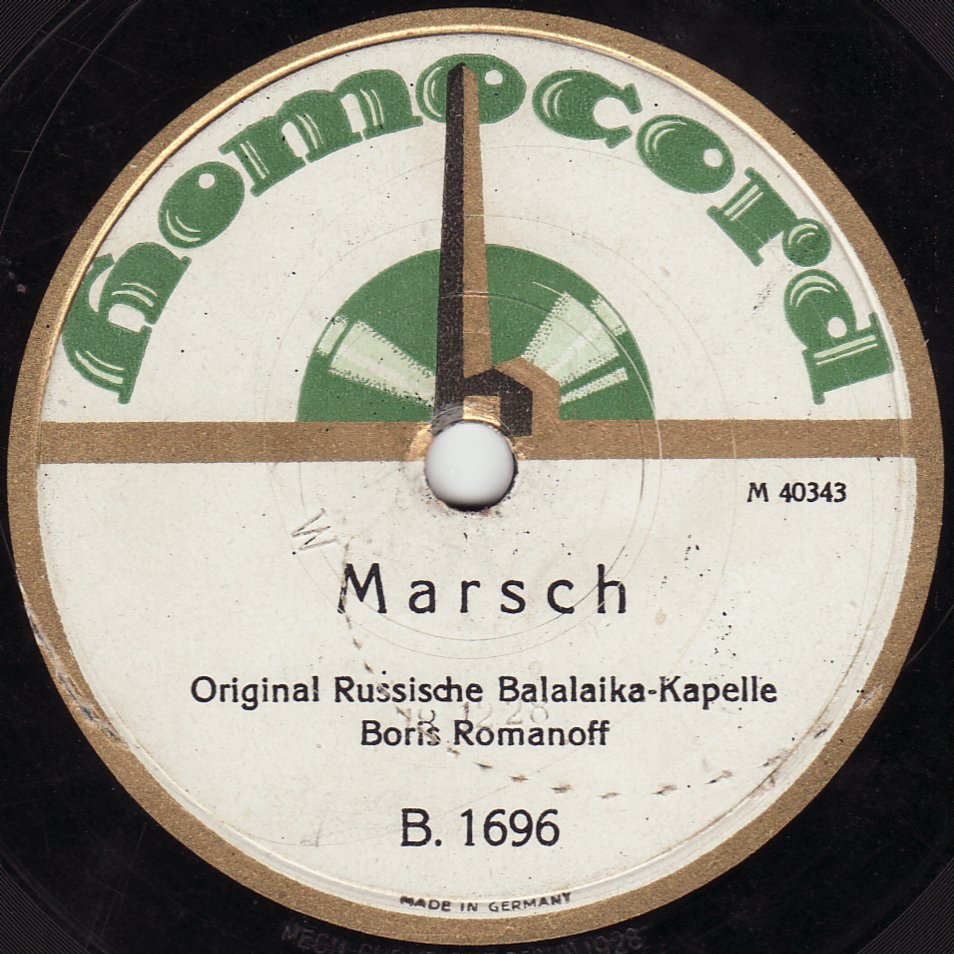 homocord
M 40343
W
Marsch
Original Russische Balalaika-Kapelle
Boris Romanoff
B. 1696
MADE IN GERMANY